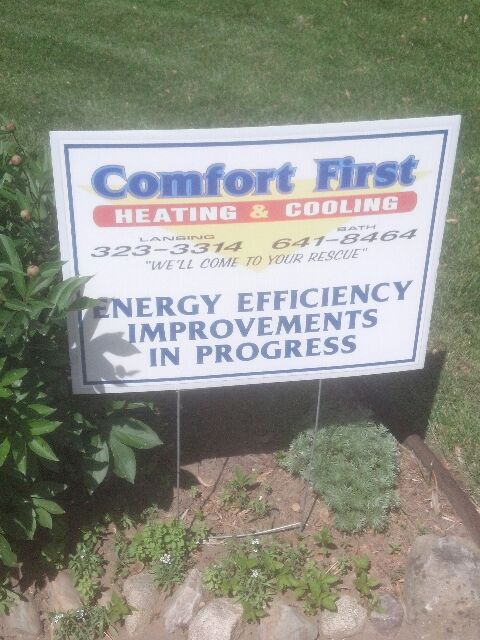 Comfort First
HEATING & COOLING
LANSING BATH
323-3314 641-8464
"WE'LL COME TO YOUR RESCUE"
ENERGY EFFICIENCY
IMPROVEMENTS
IN PROGRESS